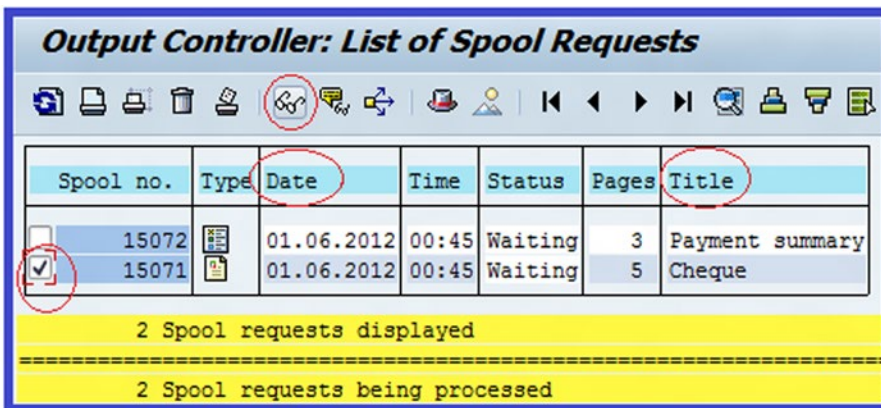 Output Controller: List of Spool Requests
Spool no. Type Date Time Status Pages Title
15072 01.06.2012 00:45 Waiting 3 Payment summary
15071 01.06.2012 00:45 Waiting 5 Cheque
2 Spool requests displayed
2 Spool requests being processed